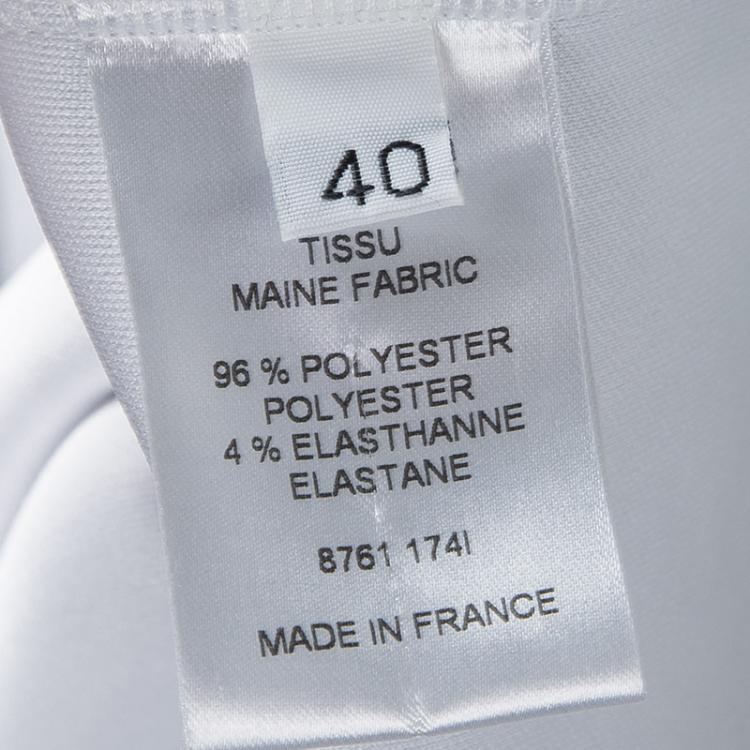 40
TISSU
MAINE FABRIC
96 % POLYESTER
POLYESTER
4 % ELASTHANNE
ELASTANE
8761 174I
MADE IN FRANCE